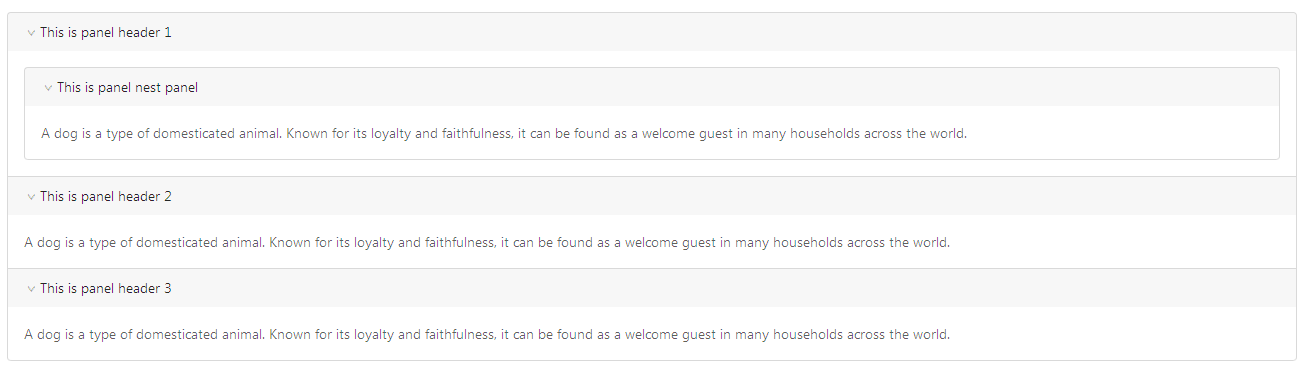 This is panel header 1
This is panel nest panel
A dog is a type of domesticated animal. Known for its loyalty and faithfulness, it can be found as a welcome guest in many households across the world.
This is panel header 2
A dog is a type of domesticated animal. Known for its loyalty and faithfulness, it can be found as a welcome guest in many households across the world.
This is panel header 3
A dog is a type of domesticated animal. Known for its loyalty and faithfulness, it can be found as a welcome guest in many households across the world.